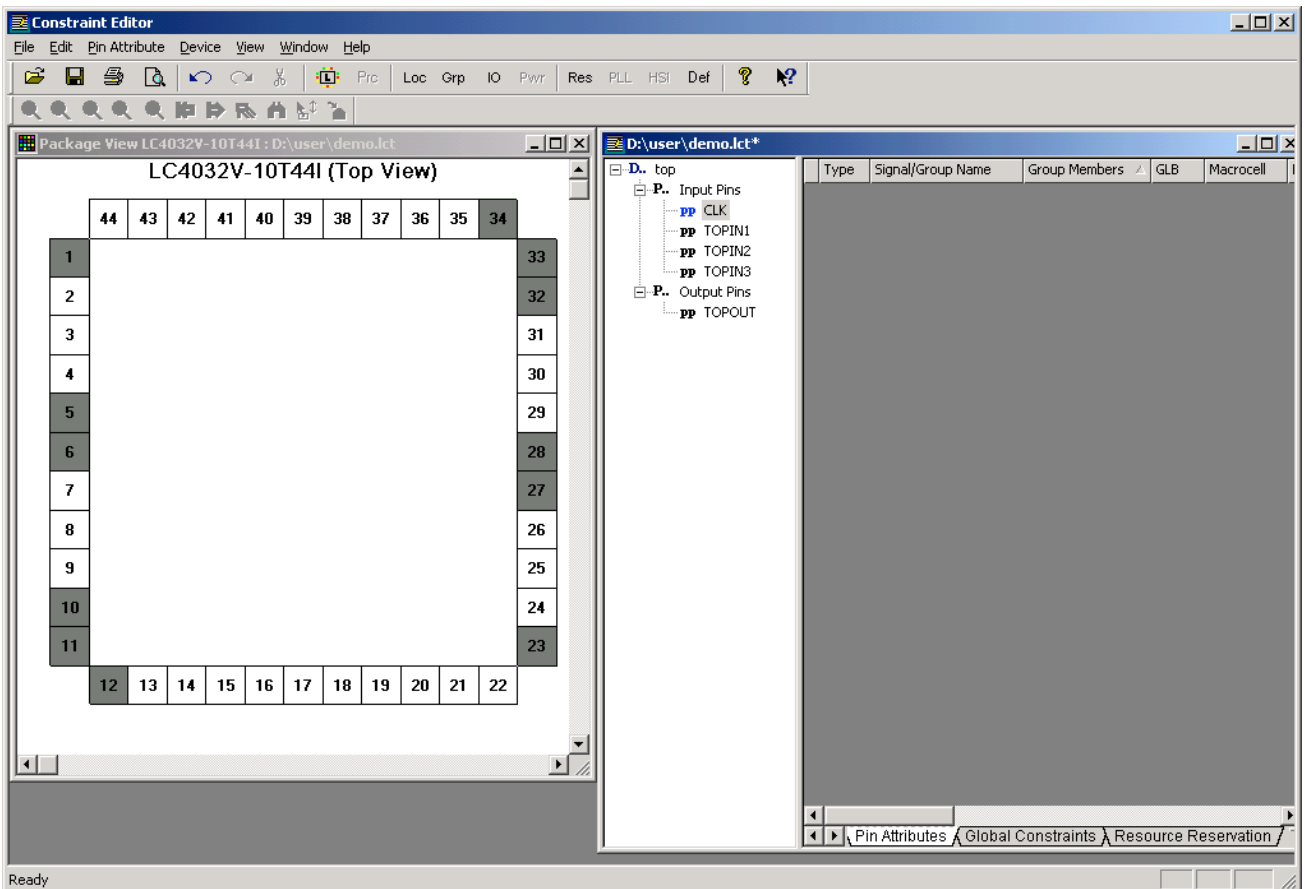 Constraint Editor
File Edit Pin Attribute Device View Window Help
Prc Loc Grp IO Pwr Res PLL HSI Def
Package View LC4032V-10T44I : D:\user\demo.lct
LC4032V-10T44I (Top View)
44 43 42 41 40 39 38 37 36 35 34
1 33
2 32
3 31
4 30
5 29
6 28
7 27
8 26
9 25
10 24
11 23
12 13 14 15 16 17 18 19 20 21 22
D:\user\demo.lct*
D.. top
P.. Input Pins
pp CLK
pp TOPIN1
pp TOPIN2
pp TOPIN3
P.. Output Pins
pp TOPOUT
Type Signal/Group Name Group Members GLB Macrocell
Pin Attributes Global Constraints Resource Reservation
Ready